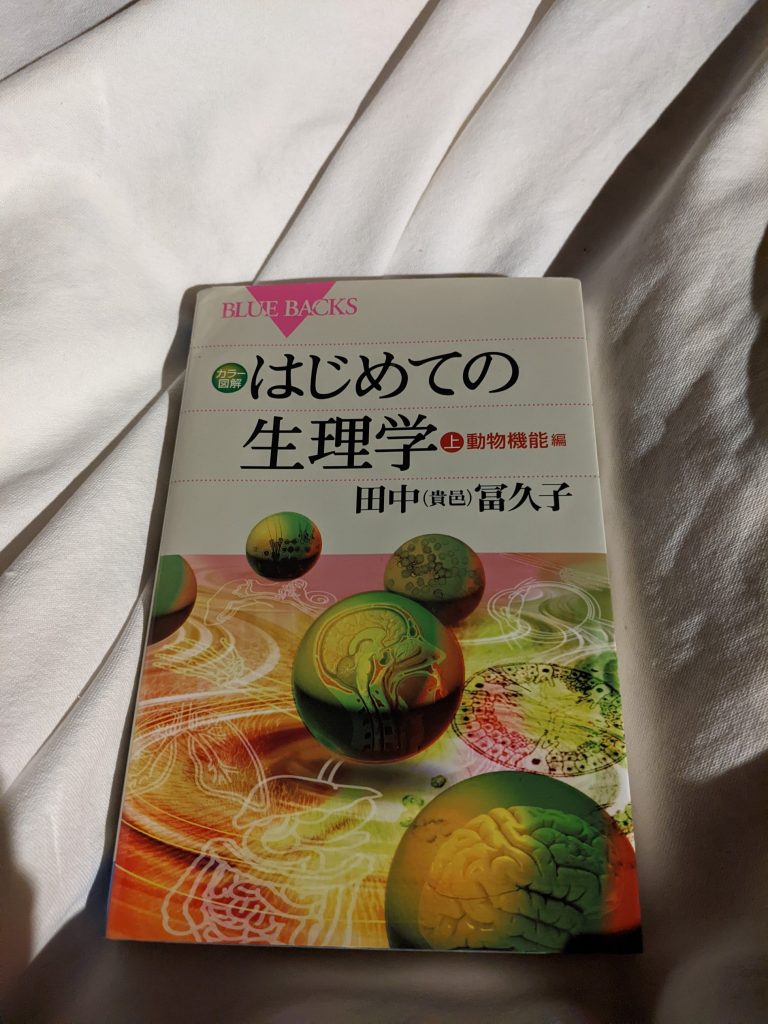 BLUE BACKS
カラー
図解
はじめての
生理学 上 動物機能 編
田中(貴邑)冨久子